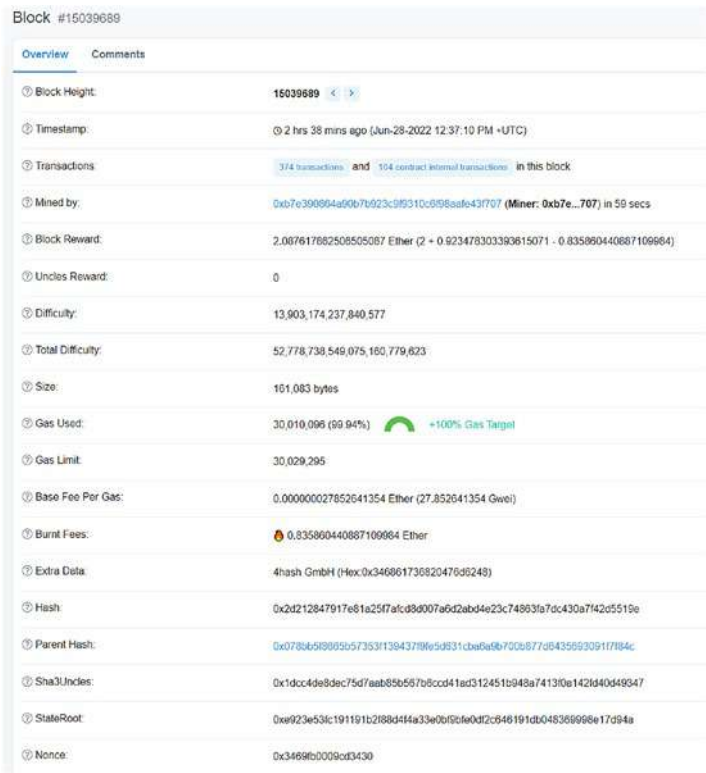 Block #15039689
Overview Comments
Block Height: 15039689 < >
Timestamp: 2 hrs 38 mins ago (Jun-28-2022 12:37:10 PM +UTC)
Transactions: 374 transactions and 104 contract internal transactions in this block
Mined by: (Miner: 0xb7e...707) in 59 secs
Block Reward: 2.087617862506505087 Ether (2 + 0.923478303393615071 - 0.835860440887109984)
Uncles Reward: 0
Difficulty: 13,903,174,237,840,577
Total Difficulty: 52,778,738,549,075,160,779,623
Size: 161,083 bytes
Gas Used: 30,010,096 (99.94%) +100% Gas Target
Gas Limit: 30,029,295
Base Fee Per Gas: 0.000000027852641354 Ether (27.852641354 Gwei)
Burnt Fees: 0.835860440887109984 Ether
Extra Data: 4hash GmbH (Hex:0x346861736820476d6248)
Hash:
Parent Hash:
Sha3Uncles: 0x1dcc4de8dec75d7aab85b567b6ccd41ad312451b948a7413f0a142fd40d49347
StateRoot:
Nonce: 0x3469fb0009cd3430